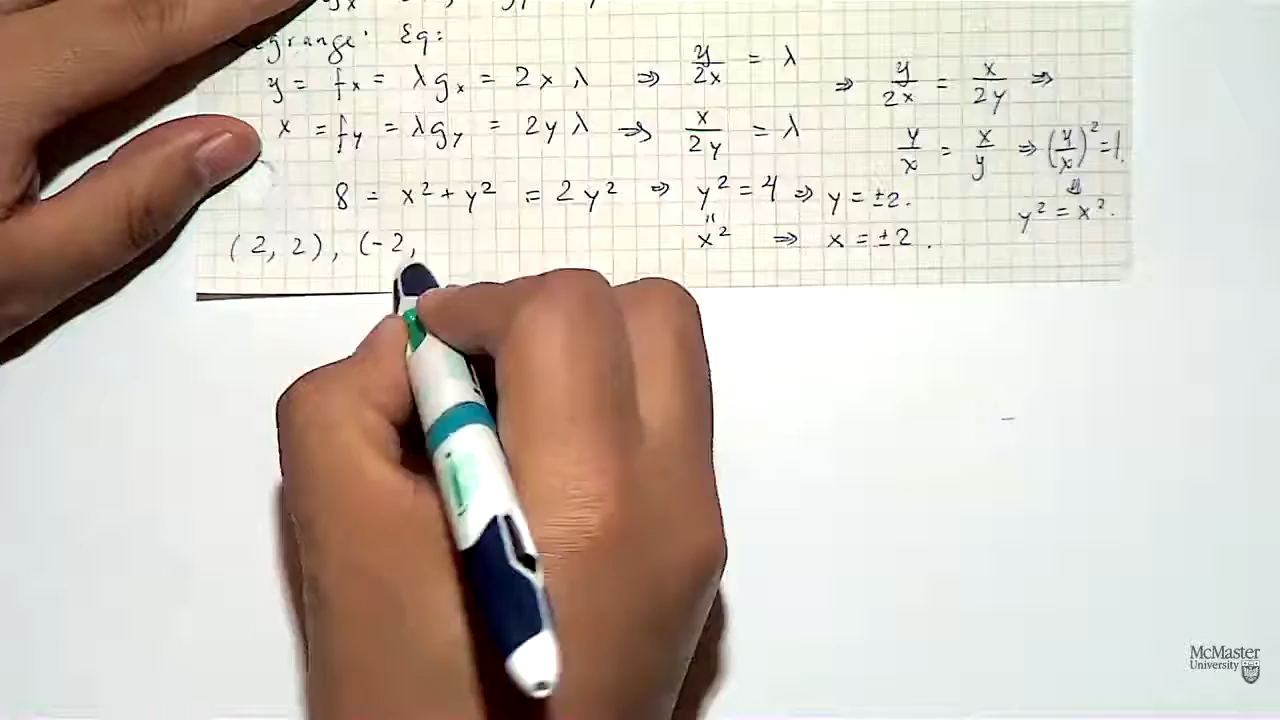 Eq:
y = fx = λgx = 2xλ ⇒ y/2x = λ ⇒ y/2x = x/2y ⇒
x = fy = λgy = 2yλ ⇒ x/2y = λ
y/x = x/y ⇒ (y/x)² = 1.
⇓
8 = x² + y² = 2y² ⇒ y² = 4 ⇒ y = ±2.
y² = x².
"
x² ⇒ x = ±2.
(2, 2), (-2,
McMaster
University